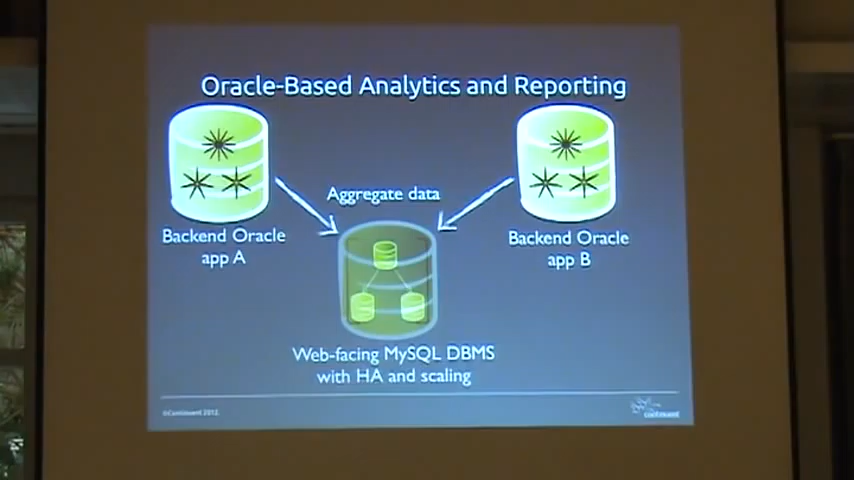 Oracle-Based Analytics and Reporting
Aggregate data
Backend Oracle
app A
Backend Oracle
app B
Web-facing MySQL DBMS
with HA and scaling
©Continuent 2012.
continuent